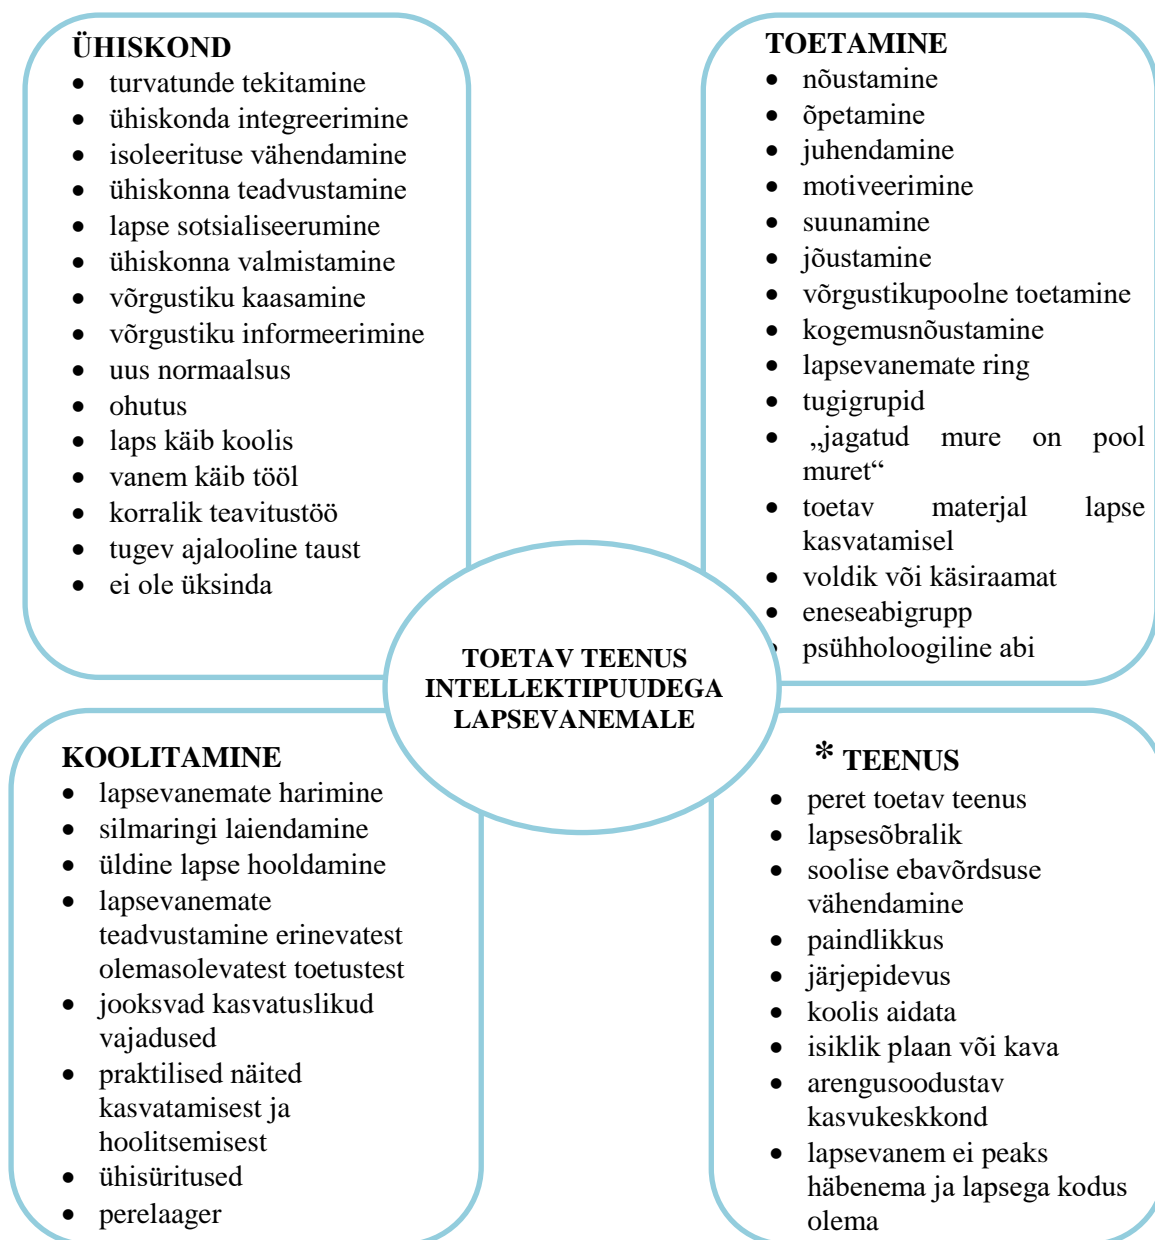 ÜHISKOND
• turvatunde tekitamine
• ühiskonda integreerimine
• isoleerituse vähendamine
• ühiskonna teadvustamine
• lapse sotsialiseerumine
• ühiskonna valmistamine
• võrgustiku kaasamine
• võrgustiku informeerimine
• uus normaalsus
• ohutus
• laps käib koolis
• vanem käib tööl
• korralik teavitustöö
• tugev ajalooline taust
• ei ole üksinda
TOETAMINE
• nõustamine
• õpetamine
• juhendamine
• motiveerimine
• suunamine
• jõustamine
• võrgustikupoolne toetamine
• kogemusnõustamine
• lapsevanemate ring
• tugigrupid
• „jagatud mure on pool
muret“
• toetav materjal lapse
kasvatamisel
• voldik või käsiraamat
• eneseabigrupp
• psühholoogiline abi
TOETAV TEENUS
INTELLEKTIPUUDEGA
LAPSEVANEMALE
KOOLITAMINE
• lapsevanemate harimine
• silmaringi laiendamine
• üldine lapse hooldamine
• lapsevanemate
teadvustamine erinevatest
olemasolevatest toetustest
• jooksvad kasvatuslikud
vajadused
• praktilised näited
kasvatamisest ja
hoolitsemisest
• ühisüritused
• perelaager
* TEENUS
• peret toetav teenus
• lapsesõbralik
• soolise ebavõrdsuse
vähendamine
• paindlikkus
• järjepidevus
• koolis aidata
• isiklik plaan või kava
• arengusoodustav
kasvukeskkond
• lapsevanem ei peaks
häbenema ja lapsega kodus
olema